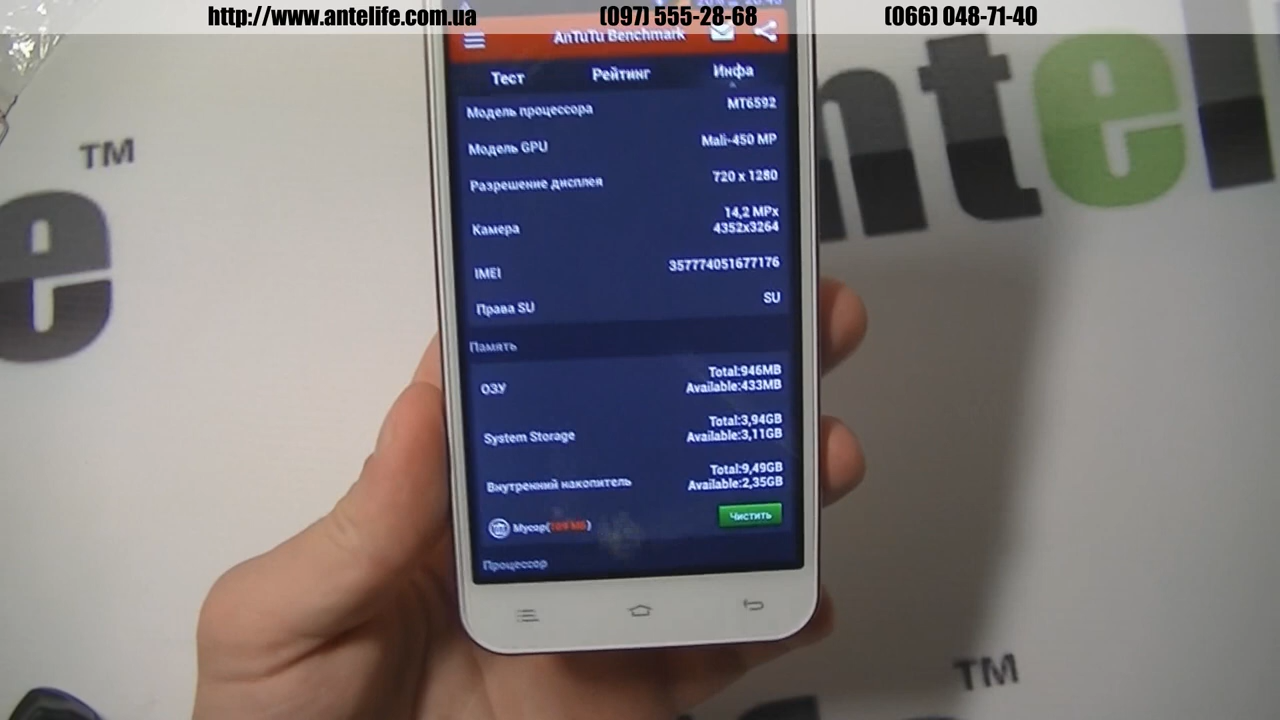 http://www.antelife.com.ua (097) 555-28-68 (066) 048-71-40
AnTuTu Benchmark
Тест Рейтинг Инфа
Модель процессора MT6592
Модель GPU Mali-450 MP
Разрешение дисплея 720 x 1280
Камера 14,2 MPx
4352x3264
IMEI 357774051677176
Права SU SU
Память
ОЗУ Total:946MB
Available:433MB
System Storage Total:3,94GB
Available:3,11GB
Внутренний накопитель Total:9,49GB
Available:2,35GB
Мусор(109 МБ) Чистить
Процессор
TM
e
ntel
TM